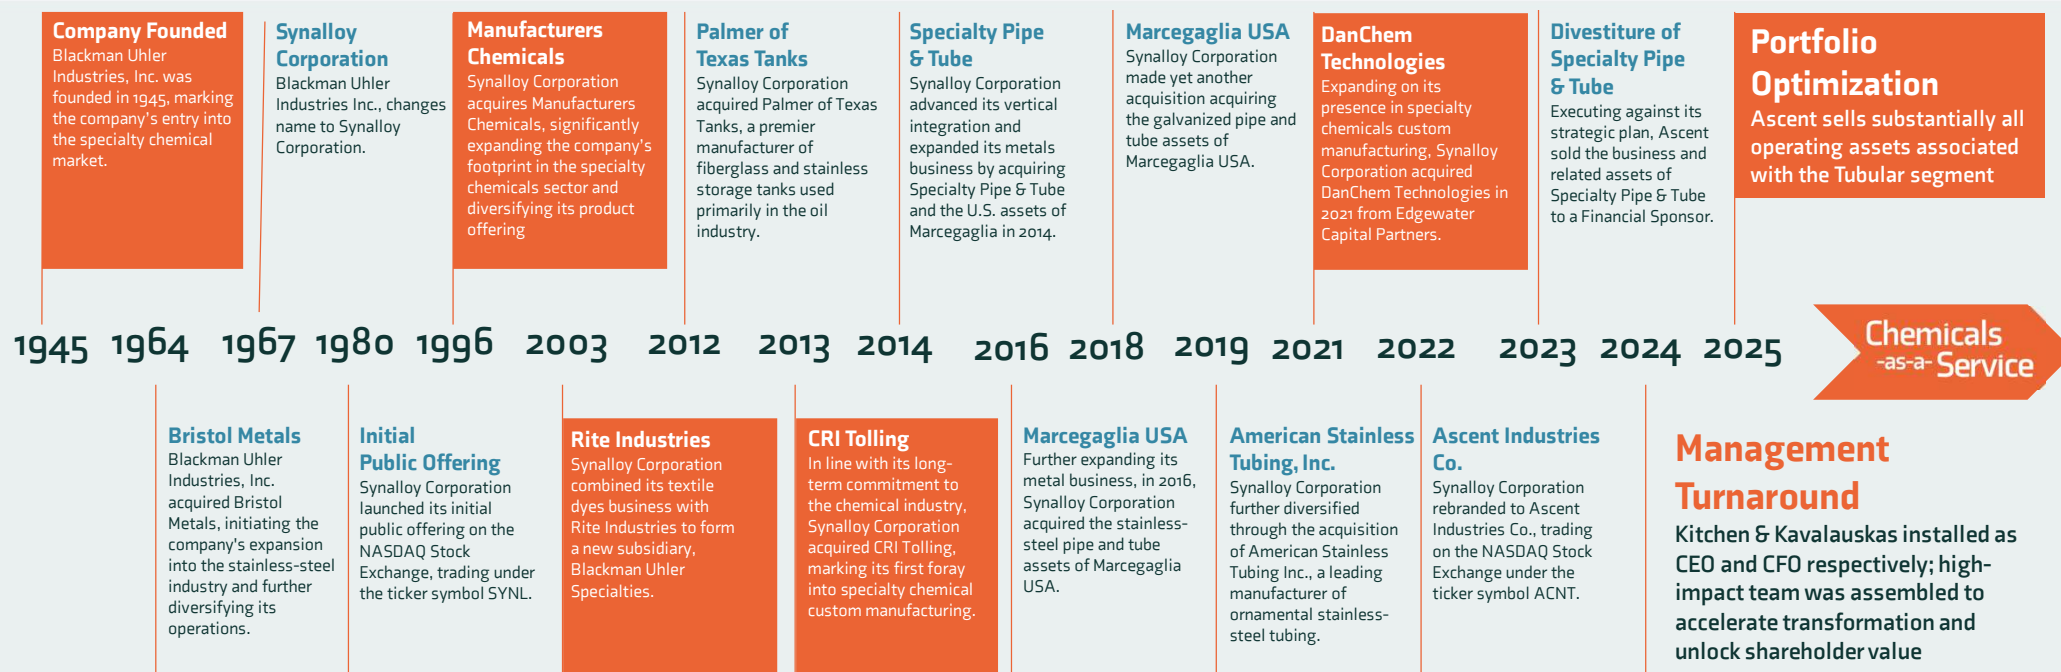 Company Founded
Blackman Uhler
Industries, Inc. was
founded in 1945, marking
the company's entry into
the specialty chemical
market.
Synalloy
Corporation
Blackman Uhler
Industries Inc., changes
name to Synalloy
Corporation.
Manufacturers
Chemicals
Synalloy Corporation
acquires Manufacturers
Chemicals, significantly
expanding the company's
footprint in the specialty
chemicals sector and
diversifying its product
offering
Palmer of
Texas Tanks
Synalloy Corporation
acquired Palmer of Texas
Tanks, a premier
manufacturer of
fiberglass and stainless
storage tanks used
primarily in the oil
industry.
Specialty Pipe
& Tube
Synalloy Corporation
advanced its vertical
integration and
expanded its metals
business by acquiring
Specialty Pipe & Tube
and the U.S. assets of
Marcegaglia in 2014.
Marcegaglia USA
Synalloy Corporation
made yet another
acquisition acquiring
the galvanized pipe and
tube assets of
Marcegaglia USA.
DanChem
Technologies
Expanding on its
presence in specialty
chemicals custom
manufacturing, Synalloy
Corporation acquired
DanChem Technologies in
2021 from Edgewater
Capital Partners.
Divestiture of
Specialty Pipe
& Tube
Executing against its
strategic plan, Ascent
sold the business and
related assets of
Specialty Pipe & Tube
to a Financial Sponsor.
Portfolio
Optimization
Ascent sells substantially all
operating assets associated
with the Tubular segment
1945 1964 1967 1980 1996 2003 2012 2013 2014 2016 2018 2019 2021 2022 2023 2024 2025
Chemicals
-as-a- Service
Bristol Metals
Blackman Uhler
Industries, Inc.
acquired Bristol
Metals, initiating the
company's expansion
into the stainless-steel
industry and further
diversifying its
operations.
Initial
Public Offering
Synalloy Corporation
launched its initial
public offering on the
NASDAQ Stock
Exchange, trading under
the ticker symbol SYNL.
Rite Industries
Synalloy Corporation
combined its textile
dyes business with
Rite Industries to form
a new subsidiary,
Blackman Uhler
Specialties.
CRI Tolling
In line with its long-
term commitment to
the chemical industry,
Synalloy Corporation
acquired CRI Tolling,
marking its first foray
into specialty chemical
custom manufacturing.
Marcegaglia USA
Further expanding its
metal business, in 2016,
Synalloy Corporation
acquired the stainless-
steel pipe and tube
assets of Marcegaglia
USA.
American Stainless
Tubing, Inc.
Synalloy Corporation
further diversified
through the acquisition
of American Stainless
Tubing Inc., a leading
manufacturer of
ornamental stainless-
steel tubing.
Ascent Industries
Co.
Synalloy Corporation
rebranded to Ascent
Industries Co., trading
on the NASDAQ Stock
Exchange under the
ticker symbol ACNT.
Management
Turnaround
Kitchen & Kavalauskas installed as
CEO and CFO respectively; high-
impact team was assembled to
accelerate transformation and
unlock shareholder value